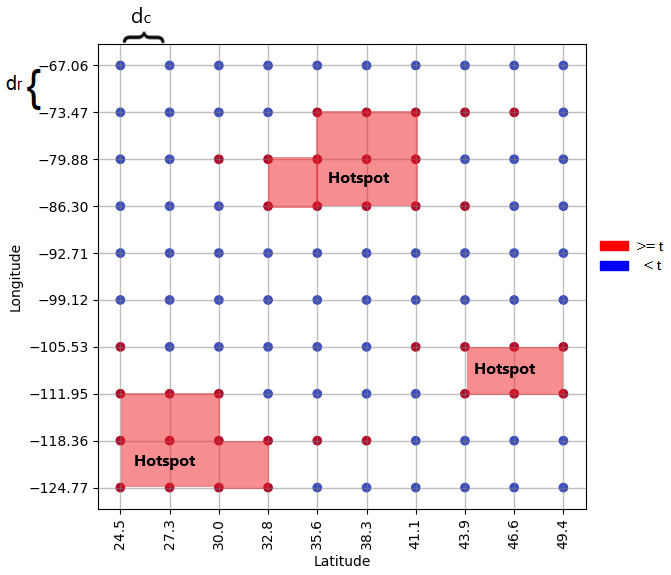 dc
dr
−67.06
−73.47
−79.88
−86.30
−92.71
−99.12
−105.53
−111.95
−118.36
−124.77
Longitude
Hotspot
Hotspot
Hotspot
>= t
< t
24.5 27.3 30.0 32.8 35.6 38.3 41.1 43.9 46.6 49.4
Latitude